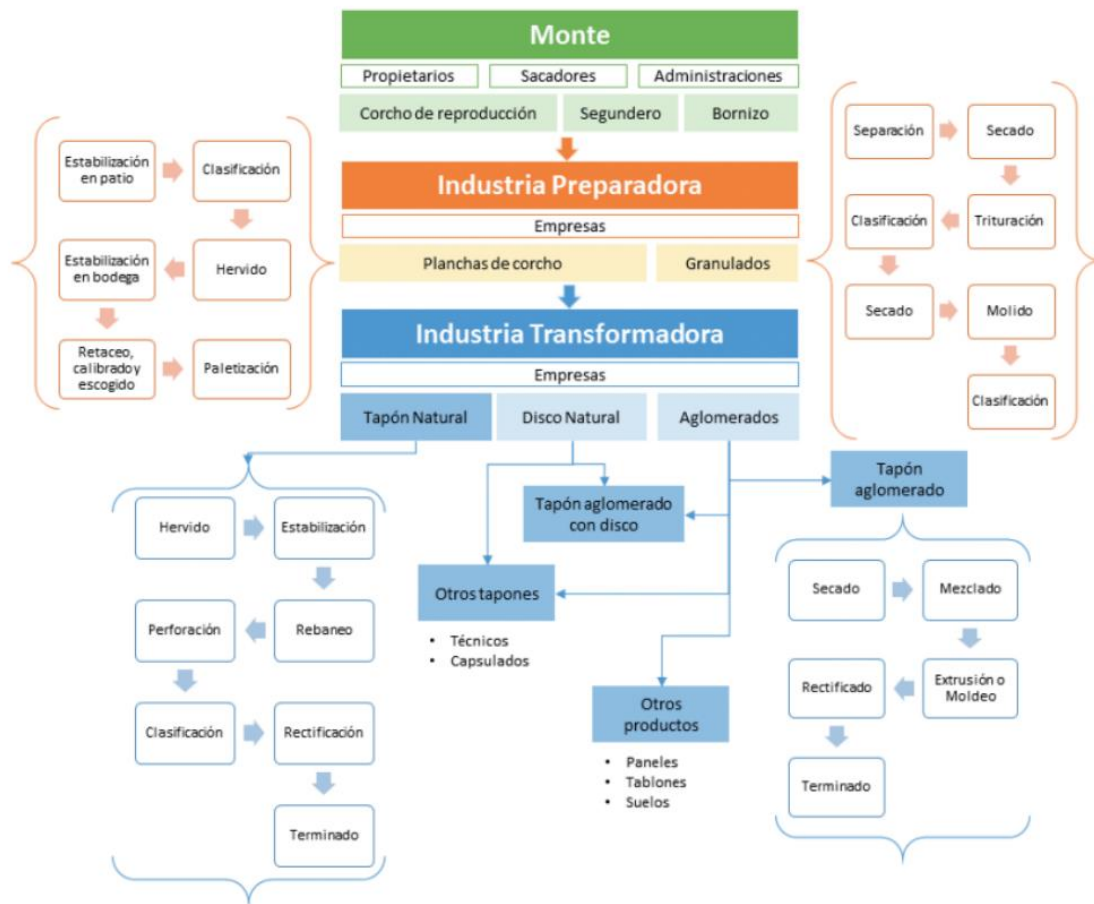 Monte
Propietarios
Sacadores
Administraciones
Corcho de reproducción
Segundero
Bornizo
Industria Preparadora
Empresas
Planchas de corcho
Granulados
Industria Transformadora
Empresas
Tapón Natural
Disco Natural
Aglomerados
Estabilización
en patio
Clasificación
Hervido
Estabilización
en bodega
Retaceo,
calibrado y
escogido
Paletización
Separación
Secado
Trituración
Clasificación
Secado
Molido
Clasificación
Hervido
Estabilización
Rebaneo
Perforación
Clasificación
Rectificación
Terminado
Tapón aglomerado
con disco
Otros tapones
• Técnicos
• Capsulados
Otros
productos
• Paneles
• Tablones
• Suelos
Tapón
aglomerado
Secado
Mezclado
Extrusión o
Moldeo
Rectificado
Terminado